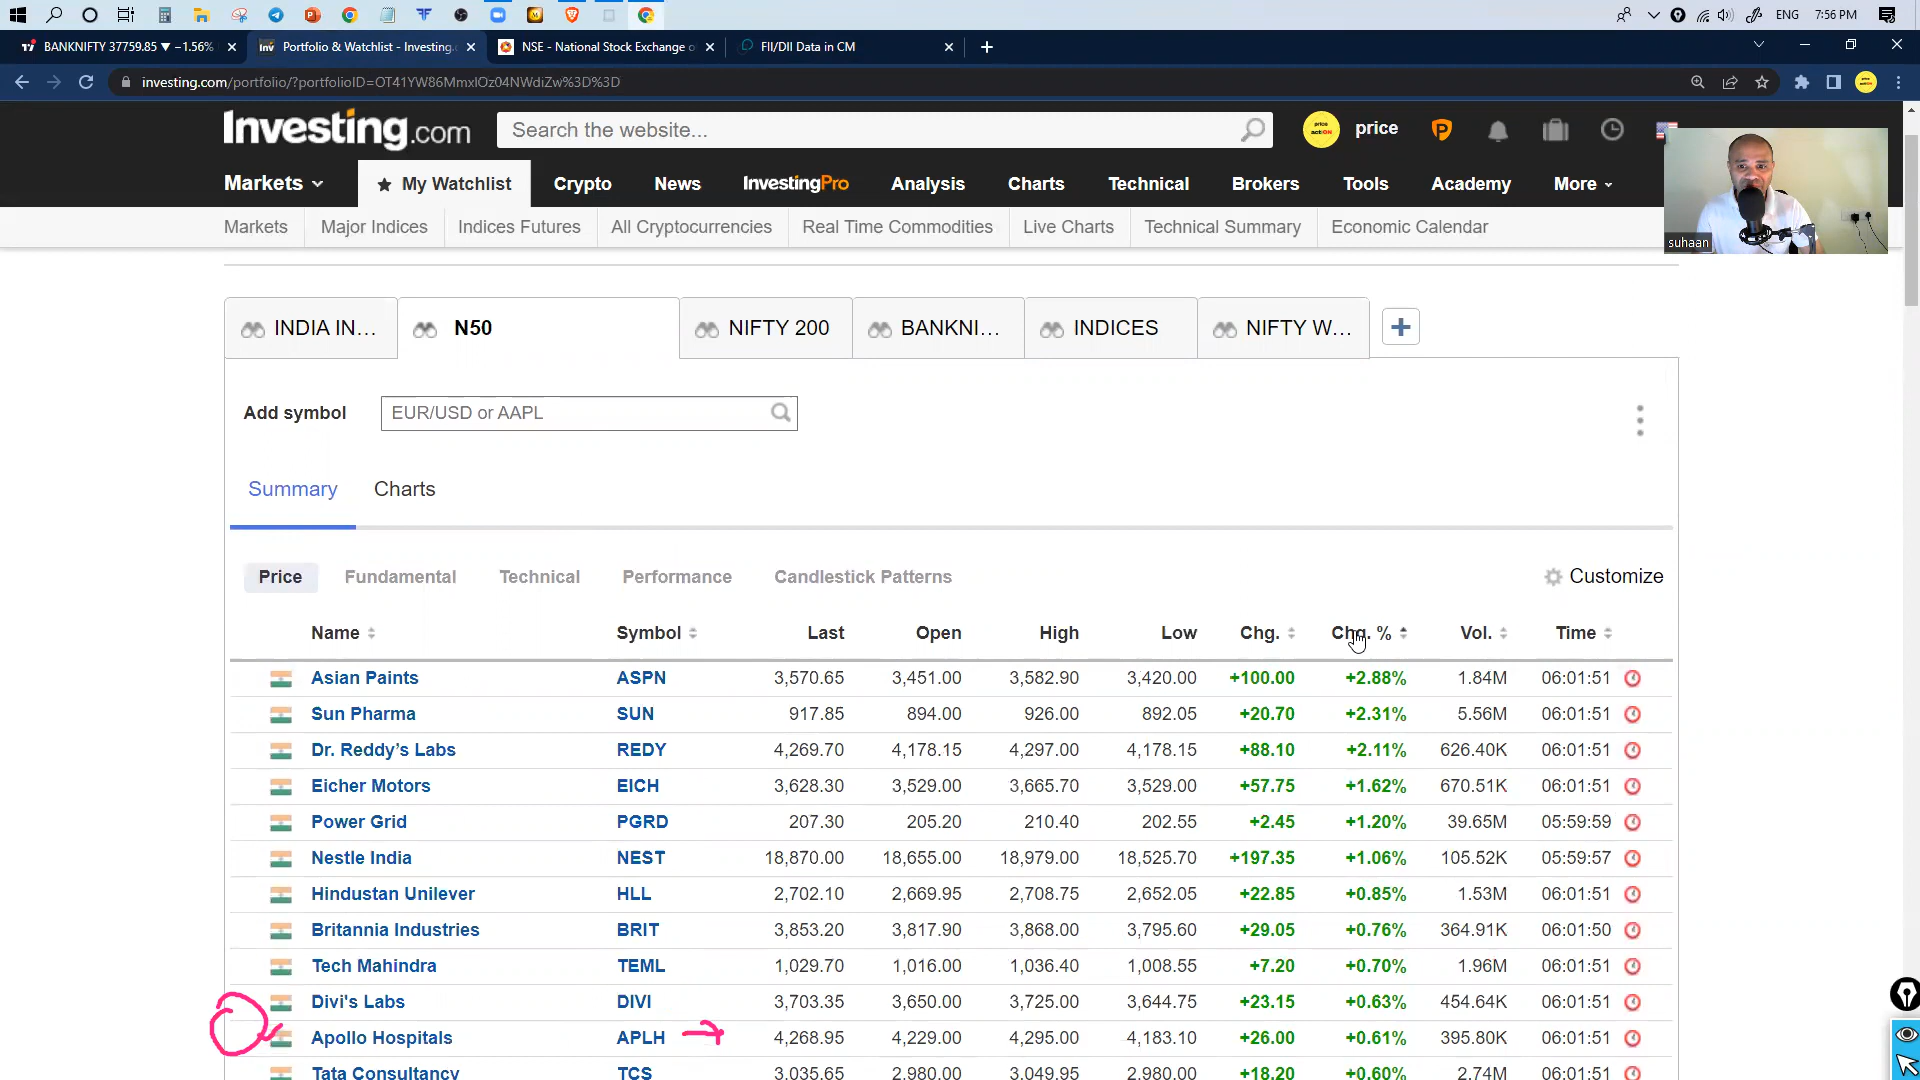 ENG 7:56 PM
BANKNIFTY 37759.85 ▼ −1.56%
Portfolio & Watchlist - Investing.c
NSE - National Stock Exchange o
FII/DII Data in CM
investing.com/portfolio/?portfolioID=OT41YW86MmxlOz04NWdiZw%3D%3D
Investing.com
Search the website...
price action
price
Markets
My Watchlist
Crypto
News
InvestingPro
Analysis
Charts
Technical
Brokers
Tools
Academy
More
suhaan
Markets
Major Indices
Indices Futures
All Cryptocurrencies
Real Time Commodities
Live Charts
Technical Summary
Economic Calendar
INDIA IN...
N50
NIFTY 200
BANKNI...
INDICES
NIFTY W...
Add symbol
EUR/USD or AAPL
Summary
Charts
Price
Fundamental
Technical
Performance
Candlestick Patterns
Customize
Name Symbol Last Open High Low Chg. Chg. % Vol. Time
Asian Paints ASPN 3,570.65 3,451.00 3,582.90 3,420.00 +100.00 +2.88% 1.84M 06:01:51
Sun Pharma SUN 917.85 894.00 926.00 892.05 +20.70 +2.31% 5.56M 06:01:51
Dr. Reddy’s Labs REDY 4,269.70 4,178.15 4,297.00 4,178.15 +88.10 +2.11% 626.40K 06:01:51
Eicher Motors EICH 3,628.30 3,529.00 3,665.70 3,529.00 +57.75 +1.62% 670.51K 06:01:51
Power Grid PGRD 207.30 205.20 210.40 202.55 +2.45 +1.20% 39.65M 05:59:59
Nestle India NEST 18,870.00 18,655.00 18,979.00 18,525.70 +197.35 +1.06% 105.52K 05:59:57
Hindustan Unilever HLL 2,702.10 2,669.95 2,708.75 2,652.05 +22.85 +0.85% 1.53M 06:01:51
Britannia Industries BRIT 3,853.20 3,817.90 3,868.00 3,795.60 +29.05 +0.76% 364.91K 06:01:50
Tech Mahindra TEML 1,029.70 1,016.00 1,036.40 1,008.55 +7.20 +0.70% 1.96M 06:01:51
Divi's Labs DIVI 3,703.35 3,650.00 3,725.00 3,644.75 +23.15 +0.63% 454.64K 06:01:51
Apollo Hospitals APLH 4,268.95 4,229.00 4,295.00 4,183.10 +26.00 +0.61% 395.80K 06:01:51
Tata Consultancy TCS 3,035.65 2,980.00 3,049.95 2,980.00 +18.20 +0.60% 2.74M 06:01:51